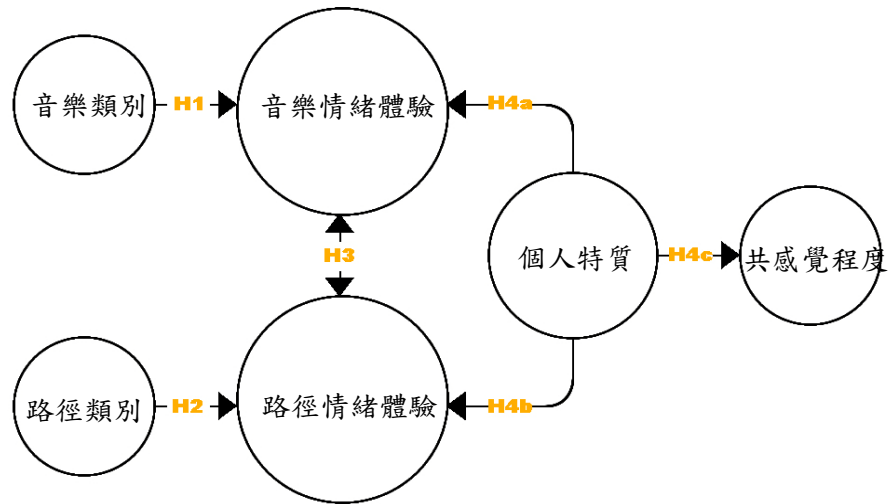 音樂類別
H1
音樂情緒體驗
H4a
H3
個人特質
H4c
共感覺程度
路徑類別
H2
路徑情緒體驗
H4b